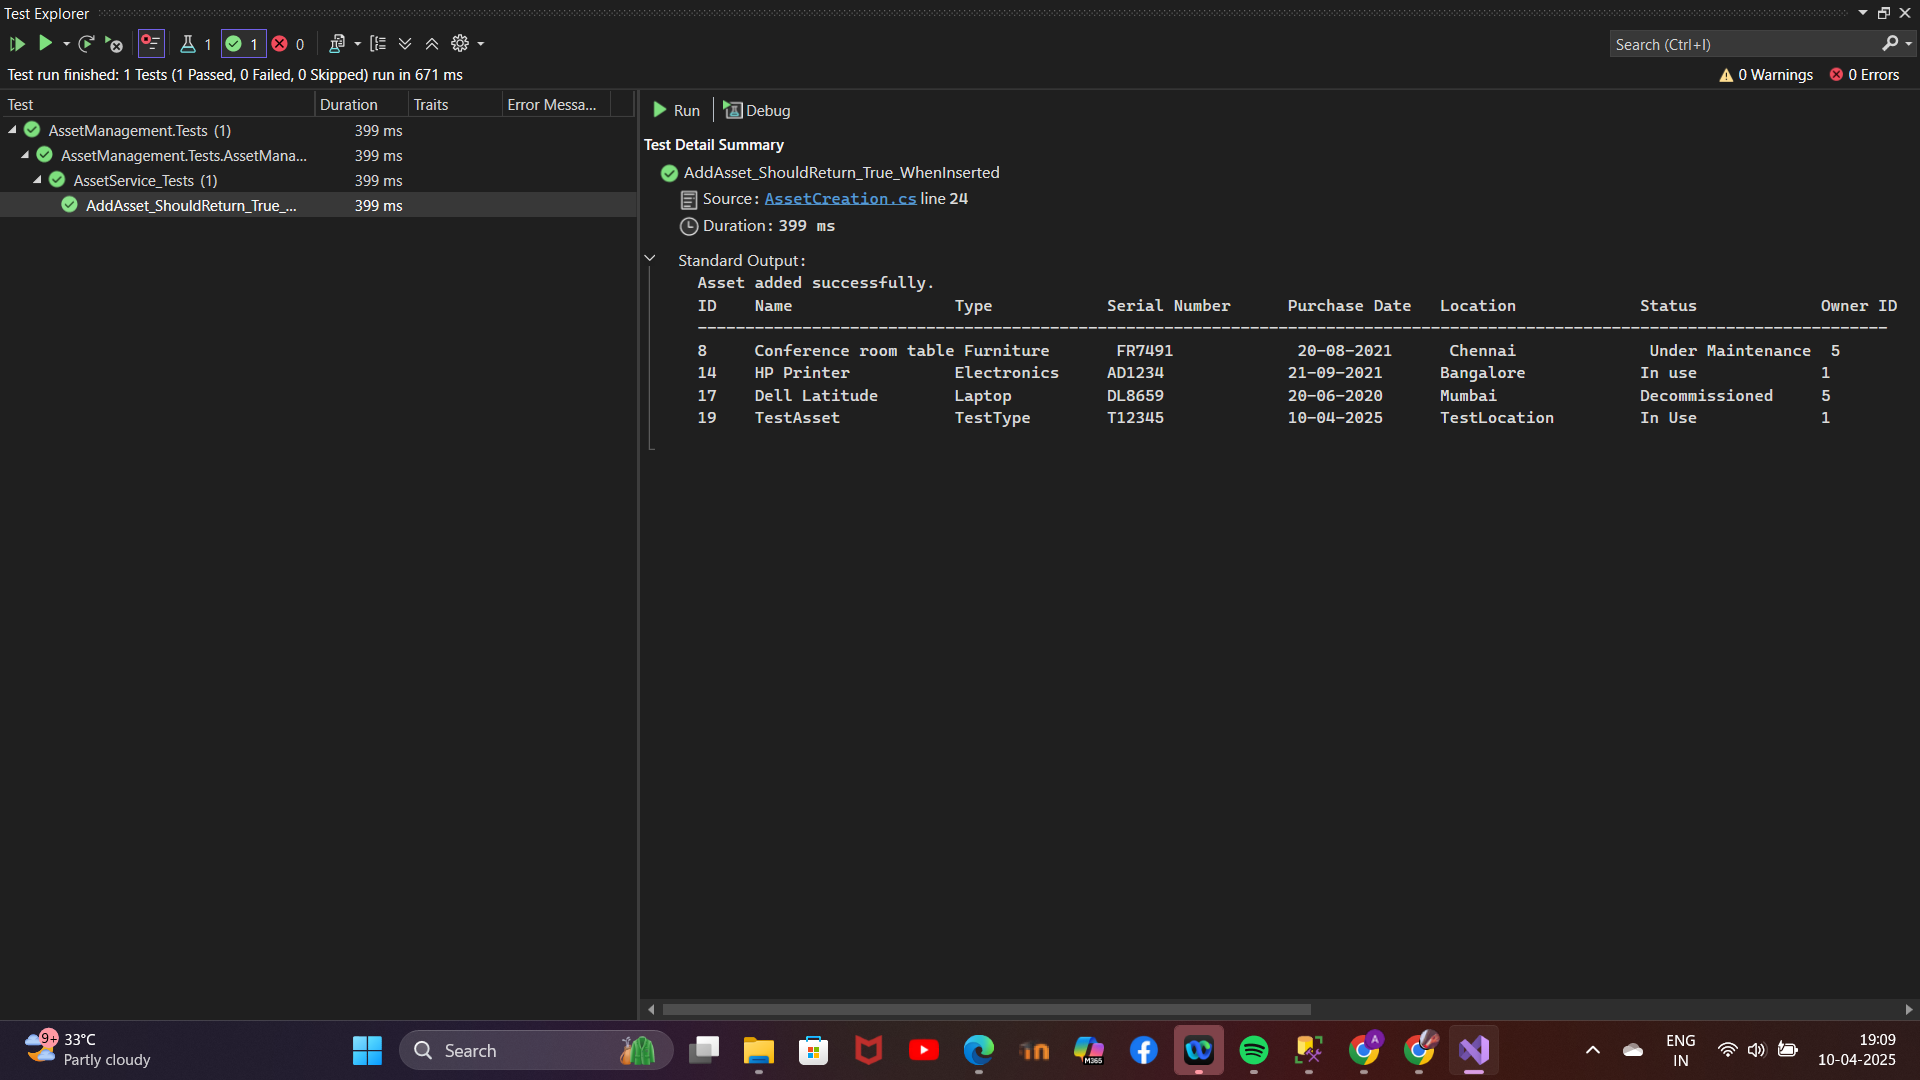 Test Explorer
1 1 0
Search (Ctrl+I)
Test run finished: 1 Tests (1 Passed, 0 Failed, 0 Skipped) run in 671 ms
0 Warnings 0 Errors
Test Duration Traits Error Messa...
AssetManagement.Tests (1) 399 ms
AssetManagement.Tests.AssetMana... 399 ms
AssetService_Tests (1) 399 ms
AddAsset_ShouldReturn_True_... 399 ms
Run Debug
Test Detail Summary
AddAsset_ShouldReturn_True_WhenInserted
Source: AssetCreation.cs line 24
Duration: 399 ms
Standard Output:
Asset added successfully.
ID Name Type Serial Number Purchase Date Location Status Owner ID
--------------------------------------------------------------------------------------------------------------------------------------------
8 Conference room table Furniture FR7491 20-08-2021 Chennai Under Maintenance 5
14 HP Printer Electronics AD1234 21-09-2021 Bangalore In use 1
17 Dell Latitude Laptop DL8659 20-06-2020 Mumbai Decommissioned 5
19 TestAsset TestType T12345 10-04-2025 TestLocation In Use 1
9+ 33°C
Partly cloudy
Search
M365
A
ENG
IN
19:09
10-04-2025